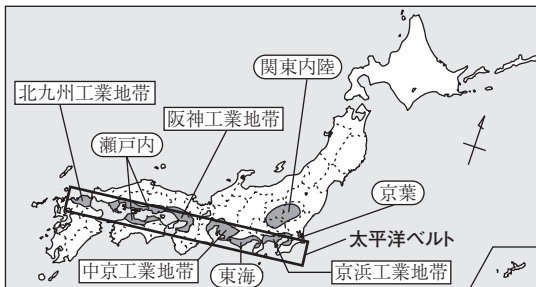 関東内陸
北九州工業地帯
阪神工業地帯
瀬戸内
京葉
太平洋ベルト
中京工業地帯
東海
京浜工業地帯